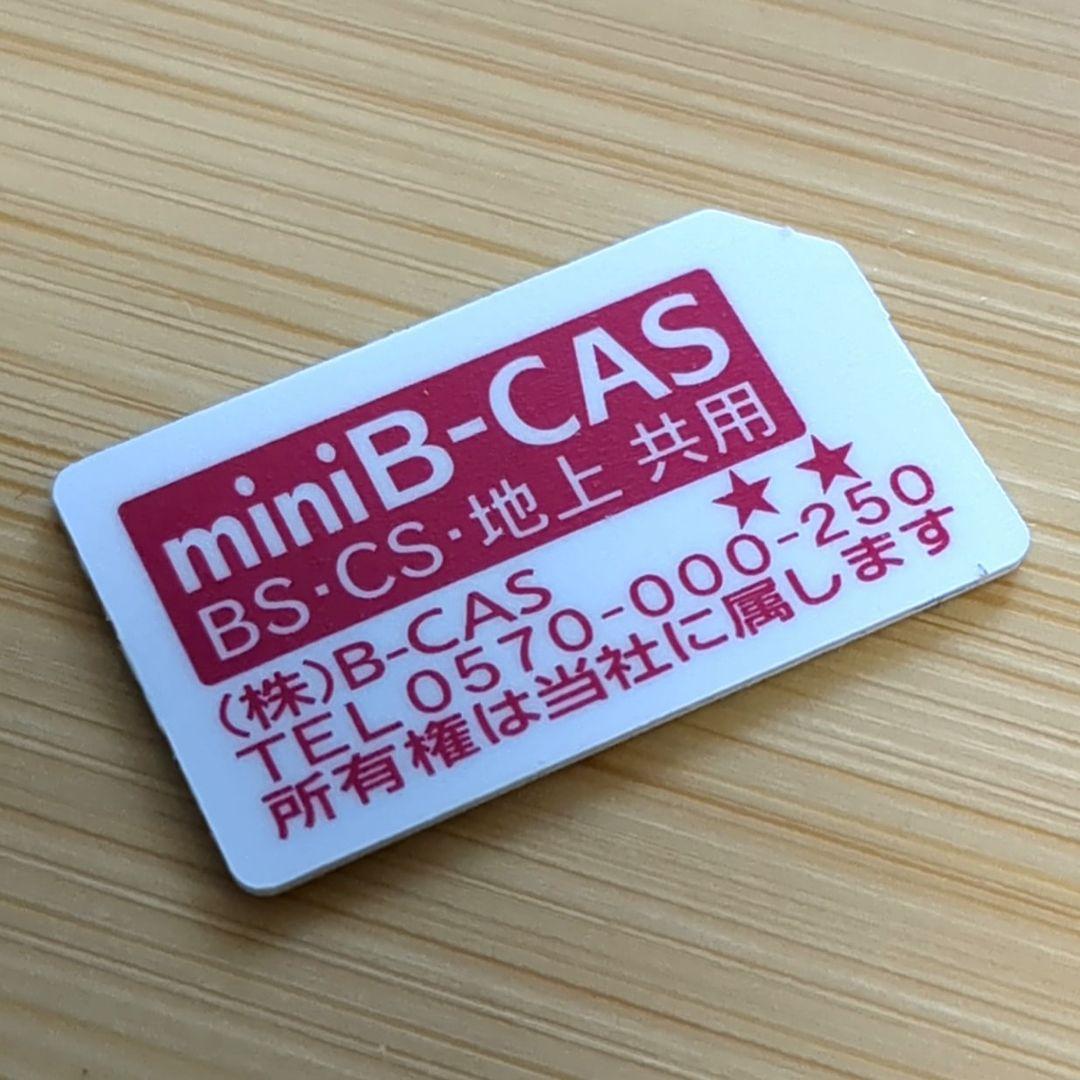 miniB-CAS
BS・CS・地上 共用
★ ★
(株)B-CAS
TEL 0570-000-250
所有権は当社に属します